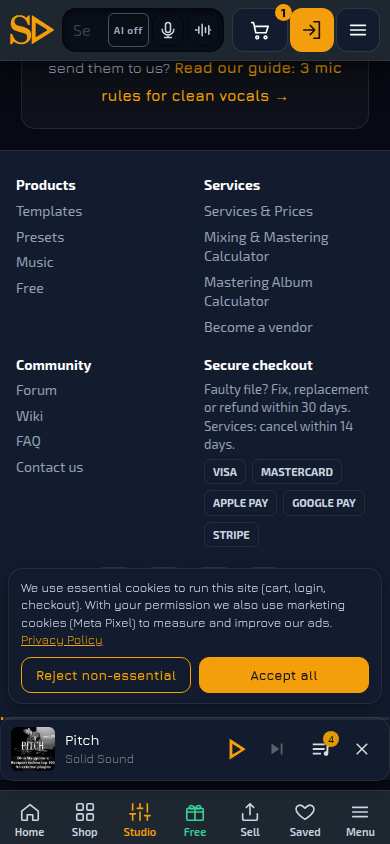 SD
Se
AI off
1
send them to us? Read our guide: 3 mic
rules for clean vocals →
Products
Templates
Presets
Music
Free
Services
Services & Prices
Mixing & Mastering
Calculator
Mastering Album
Calculator
Become a vendor
Community
Forum
Wiki
FAQ
Contact us
Secure checkout
Faulty file? Fix, replacement
or refund within 30 days.
Services: cancel within 14
days.
VISA
MASTERCARD
APPLE PAY
GOOGLE PAY
STRIPE
We use essential cookies to run this site (cart, login,
checkout). With your permission we also use marketing
cookies (Meta Pixel) to measure and improve our ads.
Privacy Policy
Reject non-essential
Accept all
PITCH
Pitch
Solid Sound
4
Home
Shop
Studio
Free
Sell
Saved
Menu